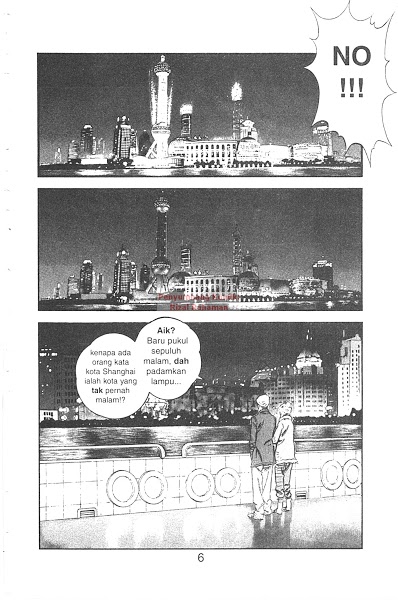 NO
!!!
Aik?
Baru pukul
sepuluh
malam, dah
padamkan
lampu...
kenapa ada
orang kata
kota Shanghai
ialah kota yang
tak pernah
malam!?
6